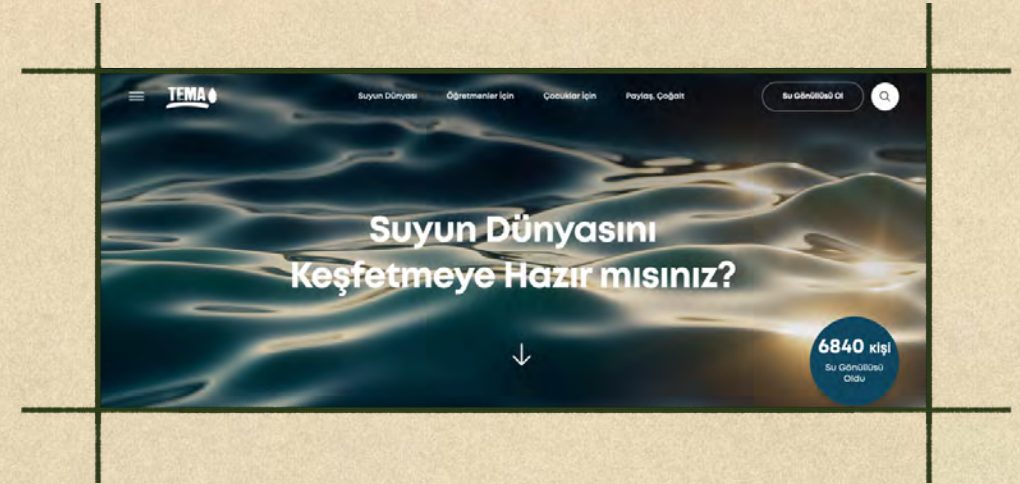 TEMA
Suyun Dünyası
Öğretmenler İçin
Çocuklar İçin
Paylaş, Çoğalt
Su Gönüllüsü Ol
Suyun Dünyasını
Keşfetmeye Hazır mısınız?
6840 Kişi
Su Gönüllüsü
Oldu